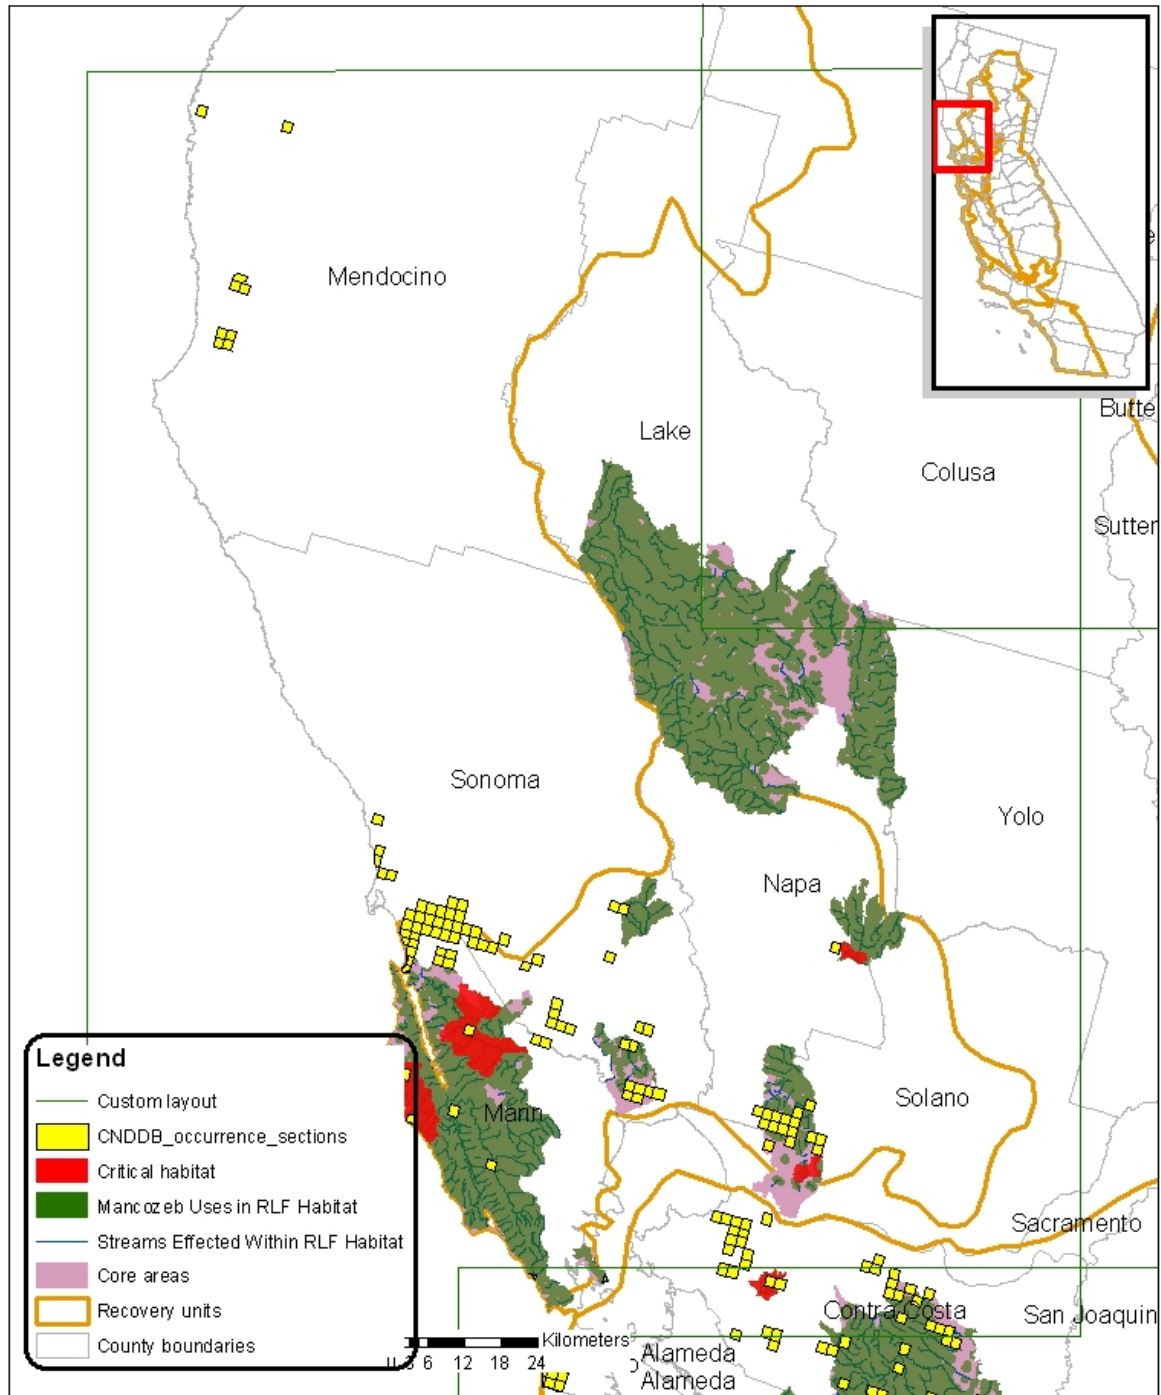 Mendocino
Lake
Colusa
Butte
Sutter
Sonoma
Yolo
Napa
Solano
Marin
Sacramento
Contra Costa
San Joaquin
Alameda
Alameda
Legend
Custom layout
CNDDB_occurrence_sections
Critical habitat
Mancozeb Uses in RLF Habitat
Streams Effected Within RLF Habitat
Core areas
Recovery units
County boundaries
Kilometers
6 12 18 24